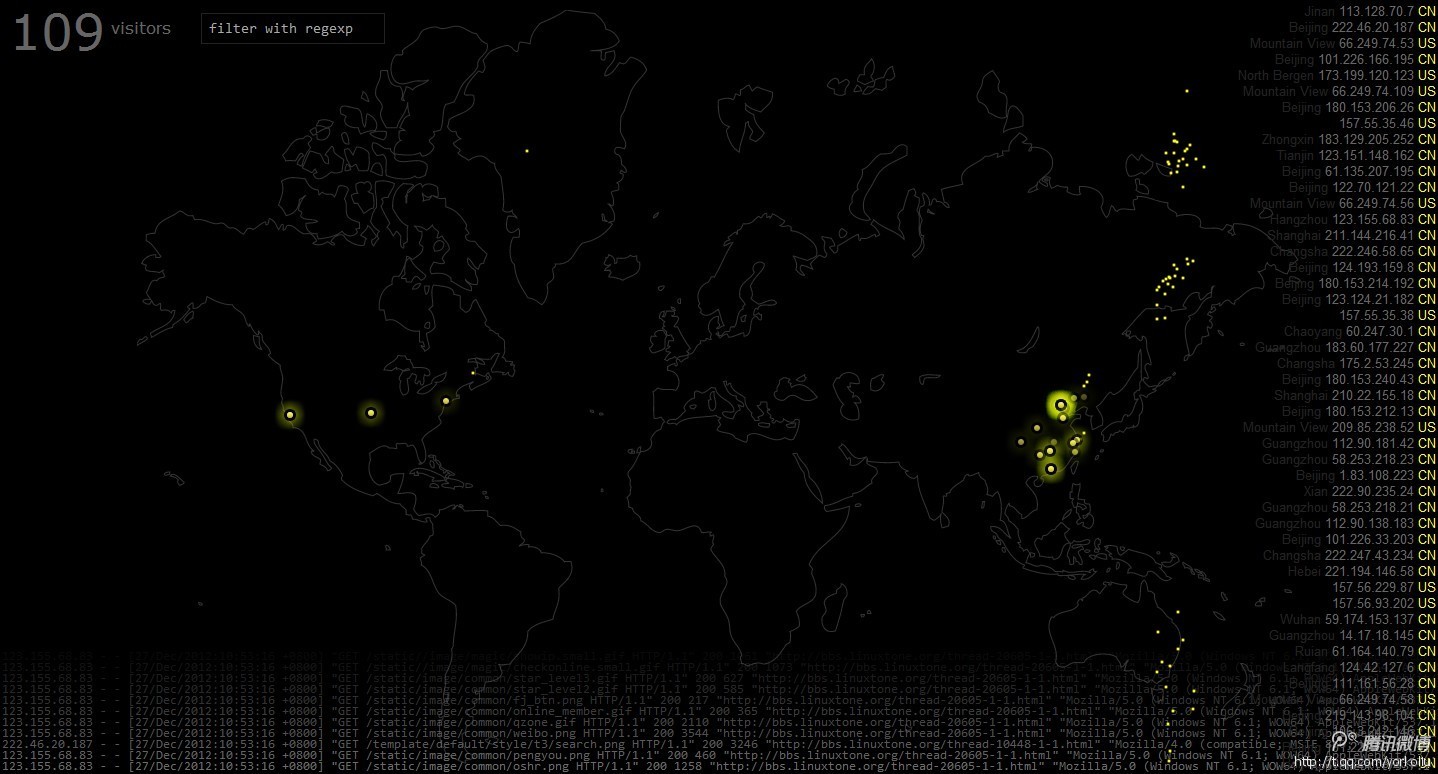 109 visitors
filter with regexp
Jinan 113.128.70.7 CN
Beijing 222.46.20.187 CN
Mountain View 66.249.74.53 US
Beijing 101.226.166.195 CN
North Bergen 173.199.120.123 US
Mountain View 66.249.74.109 US
Beijing 180.153.206.26 CN
157.55.35.46 US
Zhongxin 183.129.205.252 CN
Tianjin 123.151.148.162 CN
Beijing 61.135.207.195 CN
Beijing 122.70.121.22 CN
Mountain View 66.249.74.56 US
Hangzhou 123.155.68.83 CN
Shanghai 211.144.216.41 CN
Changsha 222.246.58.65 CN
Beijing 124.193.159.8 CN
Beijing 180.153.214.192 CN
Beijing 123.124.21.182 CN
157.55.35.38 US
Chaoyang 60.247.30.1 CN
Guangzhou 183.60.177.227 CN
Changsha 175.2.53.245 CN
Beijing 180.153.240.43 CN
Shanghai 210.22.155.18 CN
Beijing 180.153.212.13 CN
Mountain View 209.85.238.52 US
Guangzhou 112.90.181.42 CN
Guangzhou 58.253.218.23 CN
Beijing 1.83.108.223 CN
Xian 222.90.235.24 CN
Guangzhou 58.253.218.21 CN
Guangzhou 112.90.138.183 CN
Beijing 101.226.33.203 CN
Changsha 222.247.43.234 CN
Hebei 221.194.146.58 CN
157.56.229.87 US
157.56.93.202 US
Wuhan 59.174.153.137 CN
Guangzhou 14.17.18.145 CN
Ruian 61.164.140.79 CN
Langfang 124.42.127.6 CN
Beijing 111.161.56.28 CN
66.249.74.58 US
219.143.98.104 CN
123.155.68.83 - - [27/Dec/2012:10:53:16 +0800] "GET
123.155.68.83 - - [27/Dec/2012:10:53:16 +0800] "GET /static/image/magic/checkonline.small.gif HTTP/1.1" 200 1073 "http://bbs.linuxtone.org/thread-20605-1-1.html" "Mozilla/5.0 (Windows NT
123.155.68.83 - - [27/Dec/2012:10:53:16 +0800] "GET /static/image/common/star_level3.gif HTTP/1.1" 200 "http://bbs.linuxtone.org/thread-20605-1-1.html" "Mozilla/5.0 (Windows NT 6.1;
123.155.68.83 - - [27/Dec/2012:10:53:16 +0800] "GET /static/image/common/star_level2.gif HTTP/1.1" 200 "http://bbs.linuxtone.org/thread-20605-1-1.html" "Mozilla/5.0 (Windows NT 6.1; WOW64)
123.155.68.83 - - [27/Dec/2012:10:53:16 +0800] "GET /static/image/common/fj_btn.png HTTP/1.1" 200 217 "http://bbs.linuxtone.org/thread-20605-1-1.html" "Mozilla/5.0 (Windows NT 6.1; WOW64)
123.155.68.83 - - [27/Dec/2012:10:53:16 +0800] "GET /static/image/common/online_member.gif HTTP/1.1" 200 365 "http://bbs.linuxtone.org/thread-20605-1-1.html" "Mozilla/5.0 (Windows NT 6.1; WOW64)
123.155.68.83 - - [27/Dec/2012:10:53:16 +0800] "GET /static/image/common/qzone.gif HTTP/1.1" 200 2110 "http://bbs.linuxtone.org/thread-20605-1-1.html" "Mozilla/5.0 (Windows NT 6.1; WOW64)
123.155.68.83 - - [27/Dec/2012:10:53:16 +0800] "GET /static/image/common/weibo.png HTTP/1.1" 200 3544 "http://bbs.linuxtone.org/thread-20605-1-1.html" "Mozilla/5.0 (Windows NT 6.1; WOW64)
222.46.20.187 - - [27/Dec/2012:10:53:16 +0800] "GET /template/default/style/t3/search.png HTTP/1.1" 200 3246 "http://bbs.linuxtone.org/thread-10448-1-1.html" "Mozilla/4.0 (compatible; MSIE
123.155.68.83 - - [27/Dec/2012:10:53:16 +0800] "GET /static/image/common/pengyou.png HTTP/1.1" 200 460 "http://bbs.linuxtone.org/thread-20605-1-1.html" "Mozilla/5.0 (Windows NT 6.1; WOW64)
123.155.68.83 - - [27/Dec/2012:10:53:16 +0800] "GET /static/image/common/oshr.png HTTP/1.1" 200 3258 "http://bbs.linuxtone.org/thread-20605-1-1.html" "Mozilla/5.0 (Windows NT 6.1; WOW64)
腾讯微博